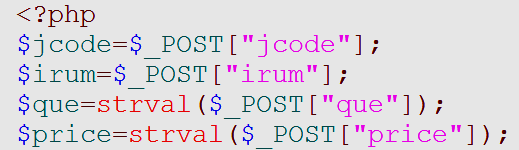 <?php
$jcode=$_POST["jcode"];
$irum=$_POST["irum"];
$que=strval($_POST["que"]);
$price=strval($_POST["price"]);